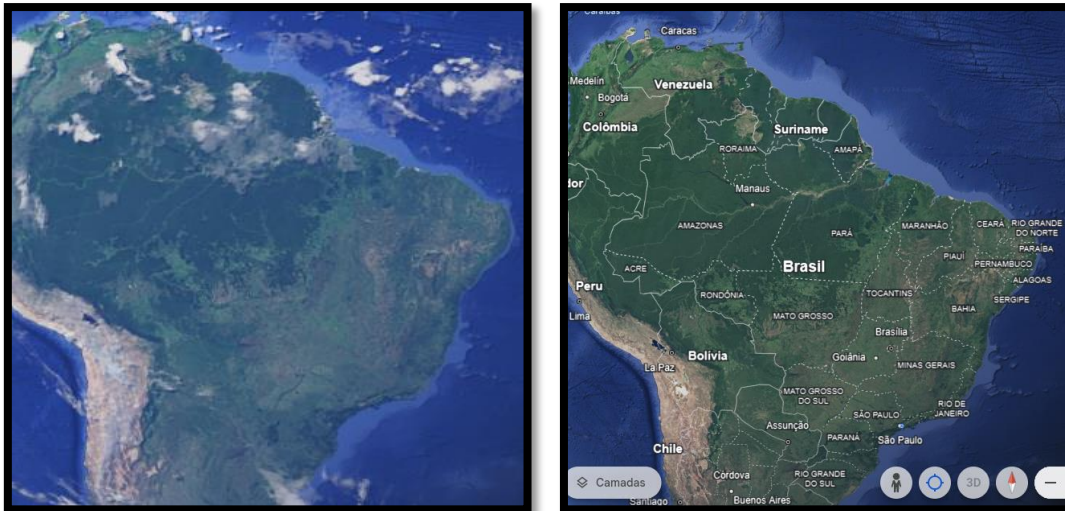 Caraíbas
Caracas
Medelín
Venezuela
Bogotá
Colômbia
Suriname
RORAIMA
AMAPÁ
dor
Manaus
AMAZONAS
PARÁ
MARANHÃO
CEARÁ
RIO GRANDE
DO NORTE
PARAÍBA
PIAUÍ
PERNAMBUCO
Brasil
ACRE
ALAGOAS
Peru
RONDÔNIA
TOCANTINS
SERGIPE
Lima
MATO GROSSO
BAHIA
Brasília
Bolívia
Goiânia
La Paz
MINAS GERAIS
MATO GROSSO
DO SUL
RIO DE
JANEIRO
SÃO PAULO
Assunção
PARANÁ
São Paulo
Chile
Córdova
RIO GRANDE
DO SUL
Camadas
3D
Santiago
Buenos Aires